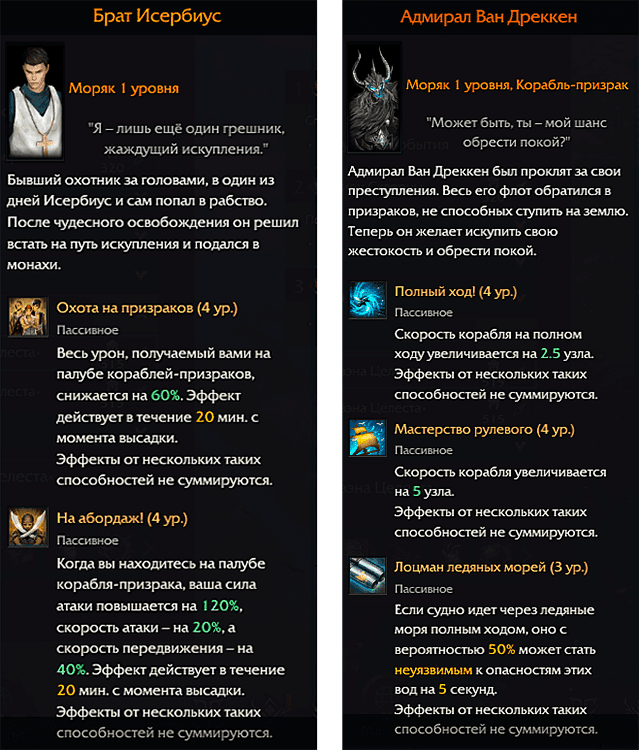 Брат Исербиус
Моряк 1 уровня
"Я – лишь ещё один грешник,
жаждущий искупления."
Бывший охотник за головами, в один из
дней Исербиус и сам попал в рабство.
После чудесного освобождения он решил
встать на путь искупления и подался в
монахи.
Охота на призраков (4 ур.)
Пассивное
Весь урон, получаемый вами на
палубе кораблей-призраков,
снижается на 60%. Эффект
действует в течение 20 мин. с
момента высадки.
Эффекты от нескольких таких
способностей не суммируются.
На абордаж! (4 ур.)
Пассивное
Когда вы находитесь на палубе
корабля-призрака, ваша сила
атаки повышается на 120%,
скорость атаки – на 20%, а
скорость передвижения – на
40%. Эффект действует в течение
20 мин. с момента высадки.
Эффекты от нескольких таких
способностей не суммируются.
Адмирал Ван Дреккен
Моряк 1 уровня, Корабль-призрак
"Может быть, ты – мой шанс
обрести покой?"
Адмирал Ван Дреккен был проклят за свои
преступления. Весь его флот обратился в
призраков, не способных ступить на землю.
Теперь он желает искупить свою
жестокость и обрести покой.
Полный ход! (4 ур.)
Пассивное
Скорость корабля на полном
ходу увеличивается на 2.5 узла.
Эффекты от нескольких таких
способностей не суммируются.
Мастерство рулевого (4 ур.)
Пассивное
Скорость корабля увеличивается
на 5 узла.
Эффекты от нескольких таких
способностей не суммируются.
Лоцман ледяных морей (3 ур.)
Пассивное
Если судно идет через ледяные
моря полным ходом, оно с
вероятностью 50% может стать
неуязвимым к опасностям этих
вод на 5 секунд.
Эффекты от нескольких таких
способностей не суммируются.